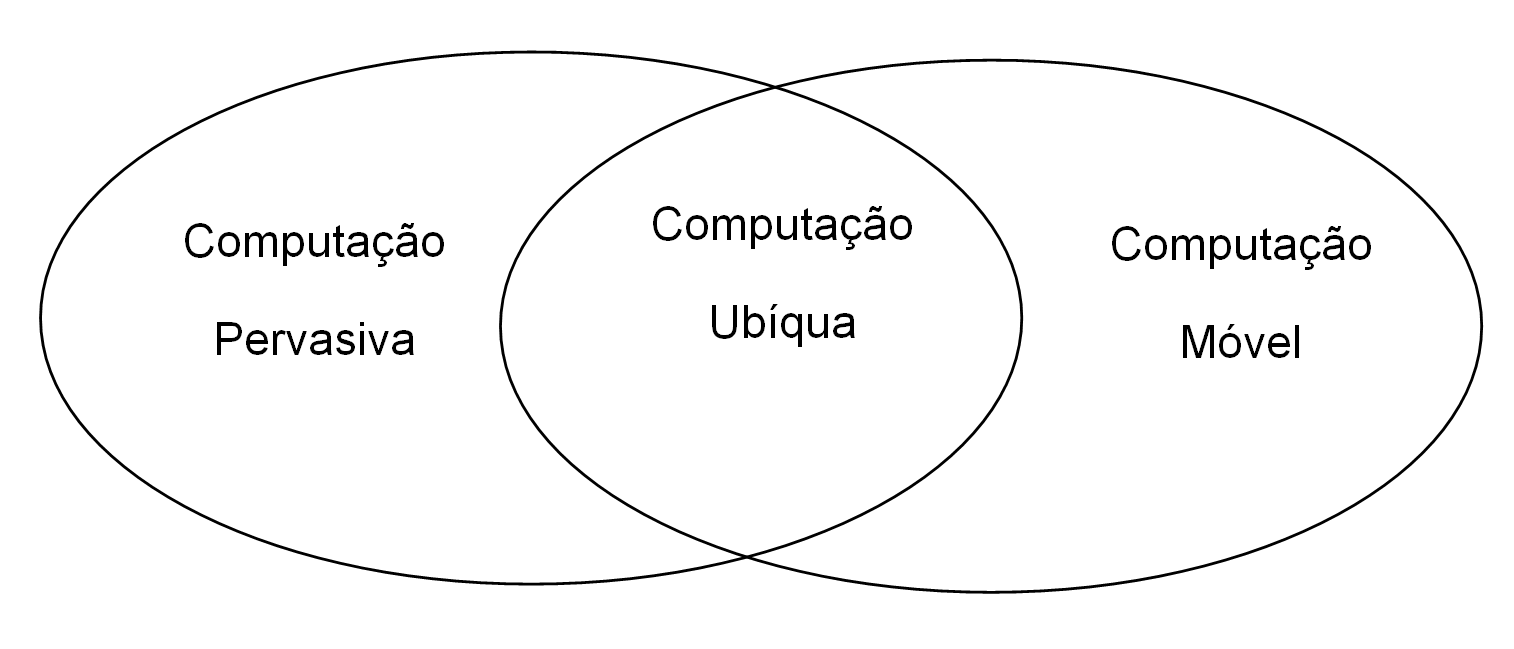 Computação
Pervasiva
Computação
Ubíqua
Computação
Móvel